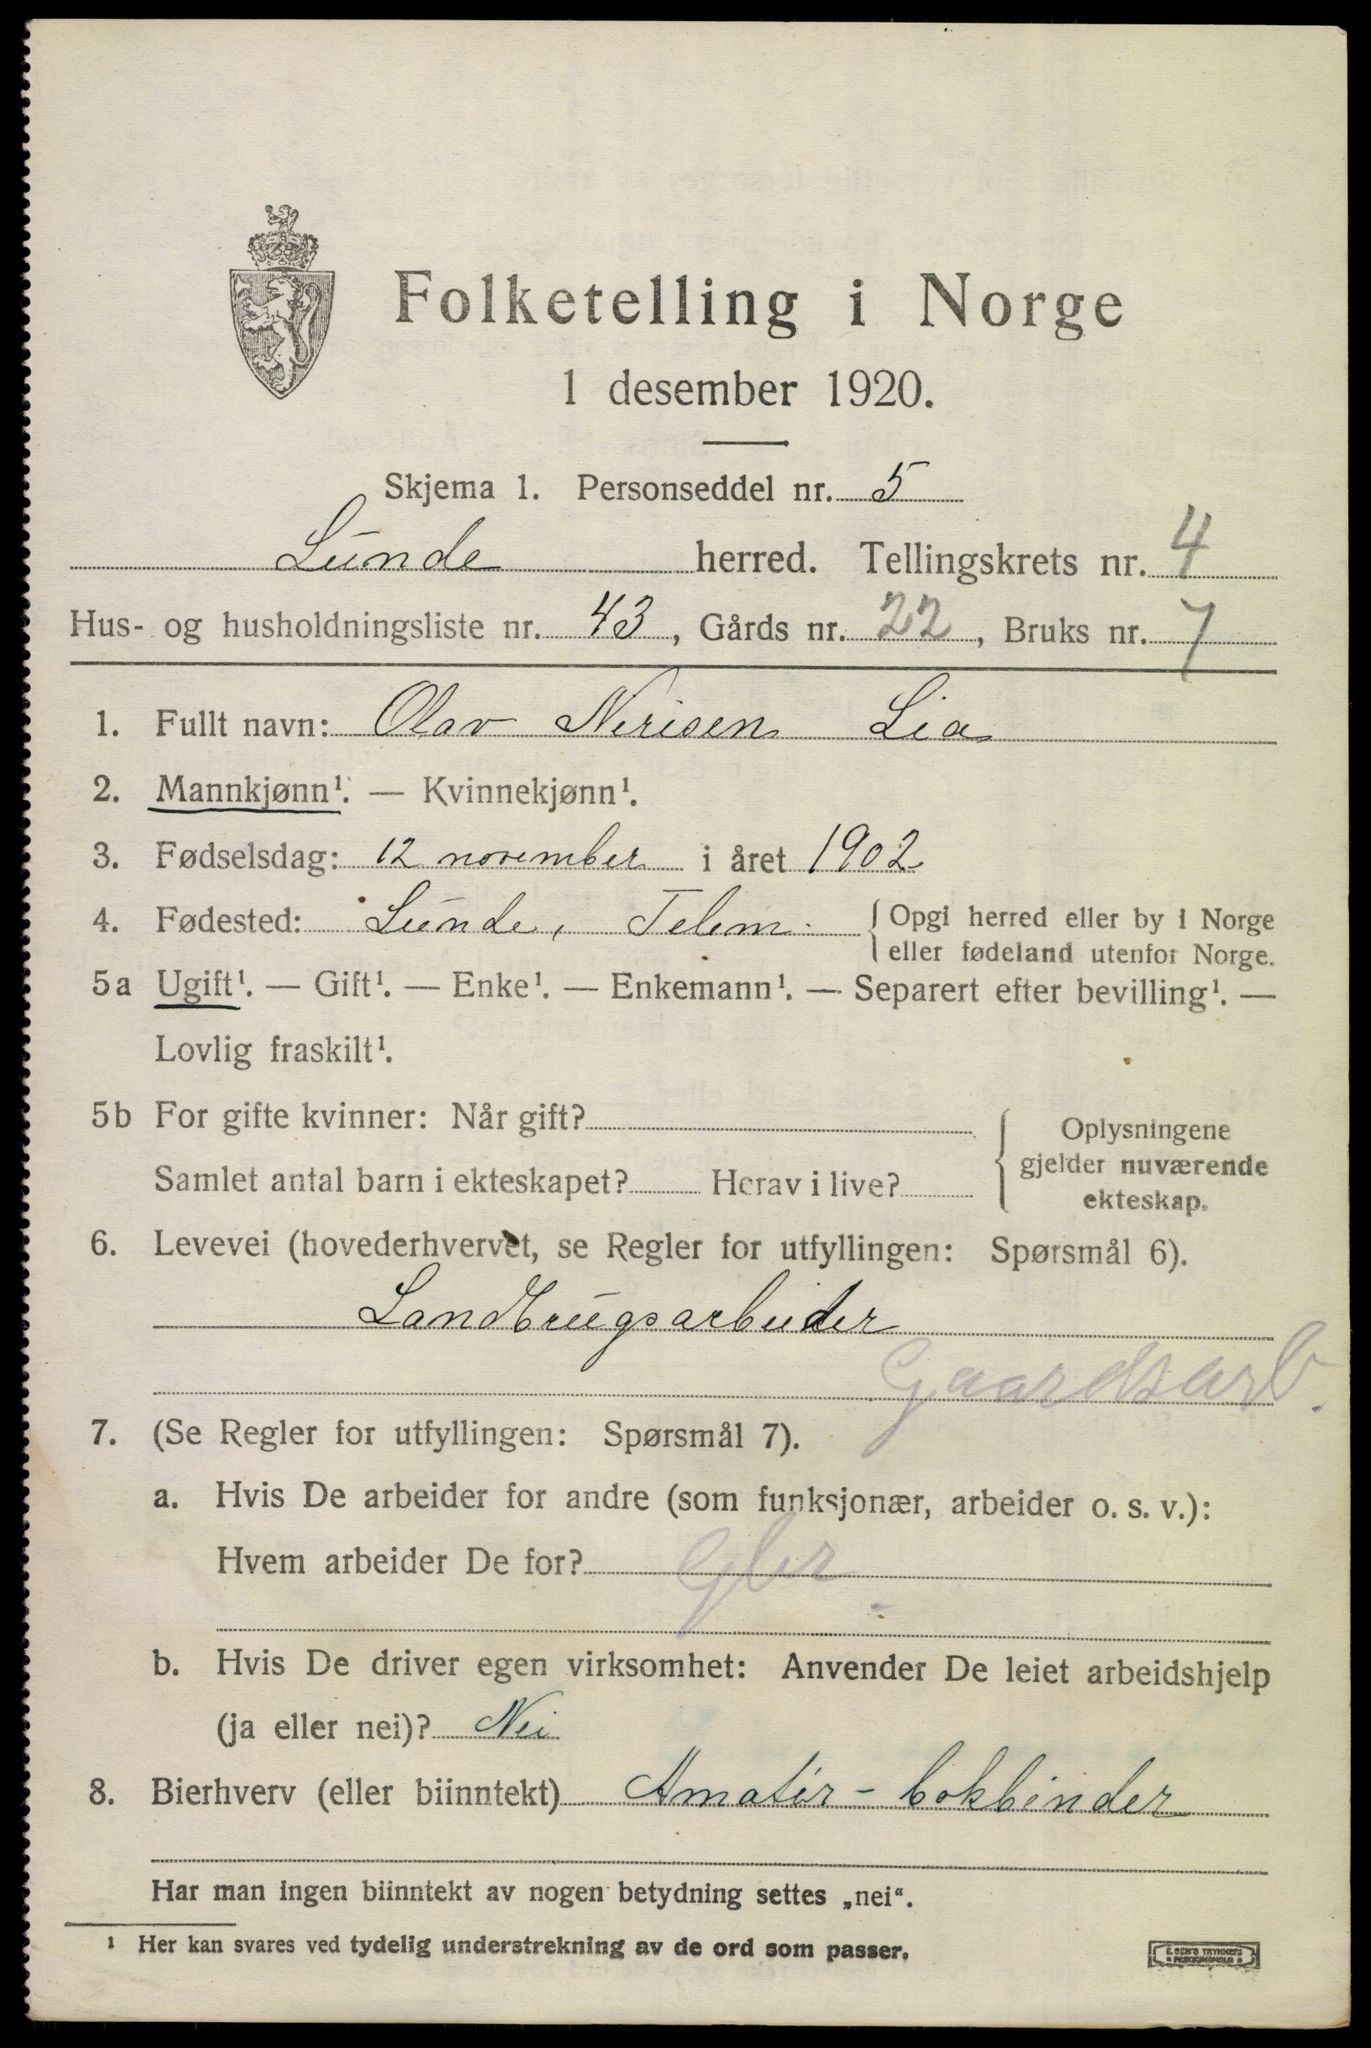 Folketelling i Norge
1 desember 1920.
Skjema 1. Personseddel nr. 5
Lunde herred. Tellingskrets nr. 4
Hus- og husholdningsliste nr. 43, Gårds nr. 22, Bruks nr. 7
1. Fullt navn: Olav Nerisen Lia
2. Mannkjønn¹. — Kvinnekjønn¹.
3. Fødselsdag: 12 november i året 1902
4. Fødested: Lunde, Telem. {Opgi herred eller by i Norge
eller fødeland utenfor Norge.
5a Ugift¹. — Gift¹. — Enke¹. — Enkemann¹. — Separert efter bevilling¹. —
Lovlig fraskilt¹.
5b For gifte kvinner: Når gift?
Samlet antal barn i ekteskapet? Herav i live?
{Oplysningene
gjelder nuværende
ekteskap.
6. Levevei (hovederhvervet, se Regler for utfyllingen: Spørsmål 6).
Landbrugsarbeider
Gaardsarb.
7. (Se Regler for utfyllingen: Spørsmål 7).
a. Hvis De arbeider for andre (som funksjonær, arbeider o. s. v.):
Hvem arbeider De for?
b. Hvis De driver egen virksomhet: Anvender De leiet arbeidshjelp
(ja eller nei)? Nei
8. Bierhverv (eller biinntekt) Amatør-bokbinder
Har man ingen biinntekt av nogen betydning settes „nei“.
¹ Her kan svares ved tydelig understrekning av de ord som passer.